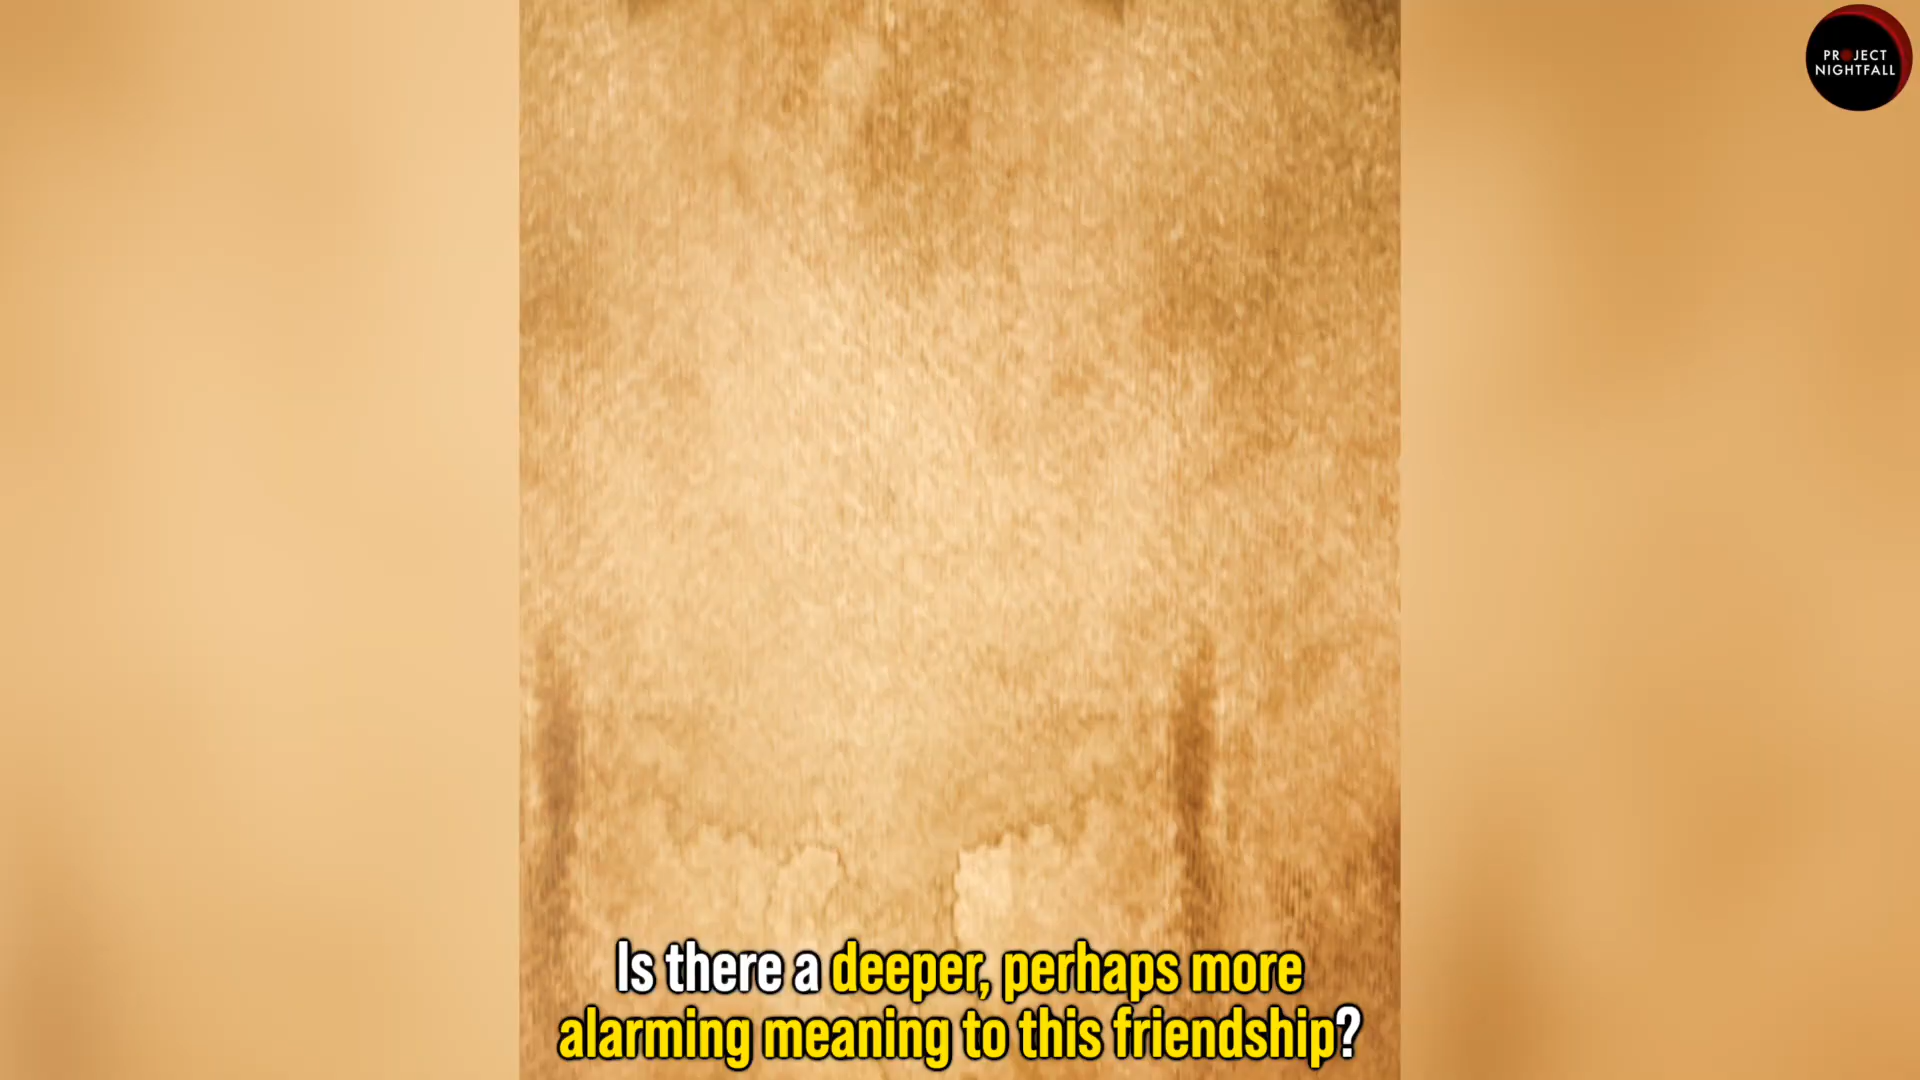 PROJECT
NIGHTFALL
Is there a deeper, perhaps more
alarming meaning to this friendship?